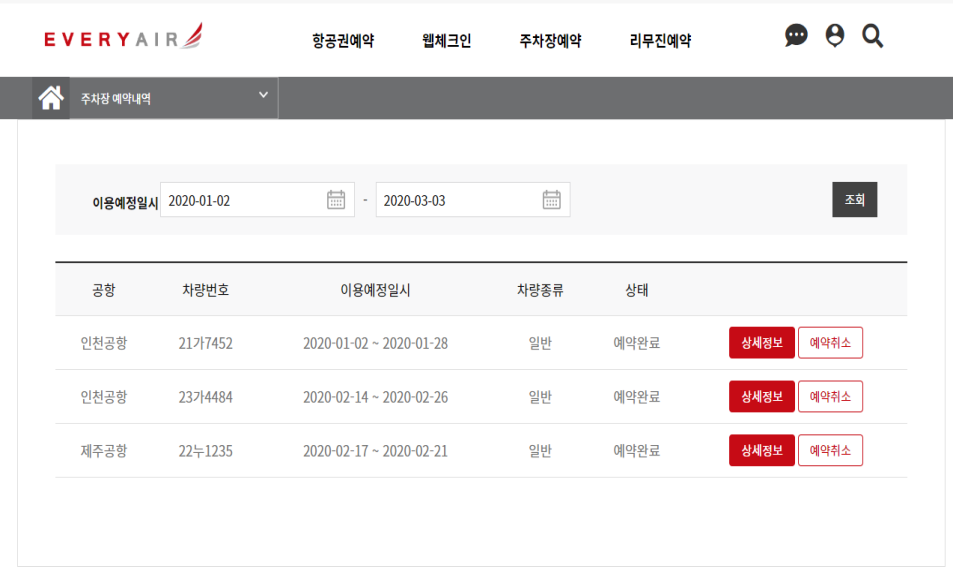 EVERYAIR
항공권예약 웹체크인 주차장예약 리무진예약
주차장 예약내역
이용예정일시 2020-01-02 - 2020-03-03 조회
공항 차량번호 이용예정일시 차량종류 상태
인천공항 21가7452 2020-01-02 ~ 2020-01-28 일반 예약완료 상세정보 예약취소
인천공항 23가4484 2020-02-14 ~ 2020-02-26 일반 예약완료 상세정보 예약취소
제주공항 22누1235 2020-02-17 ~ 2020-02-21 일반 예약완료 상세정보 예약취소